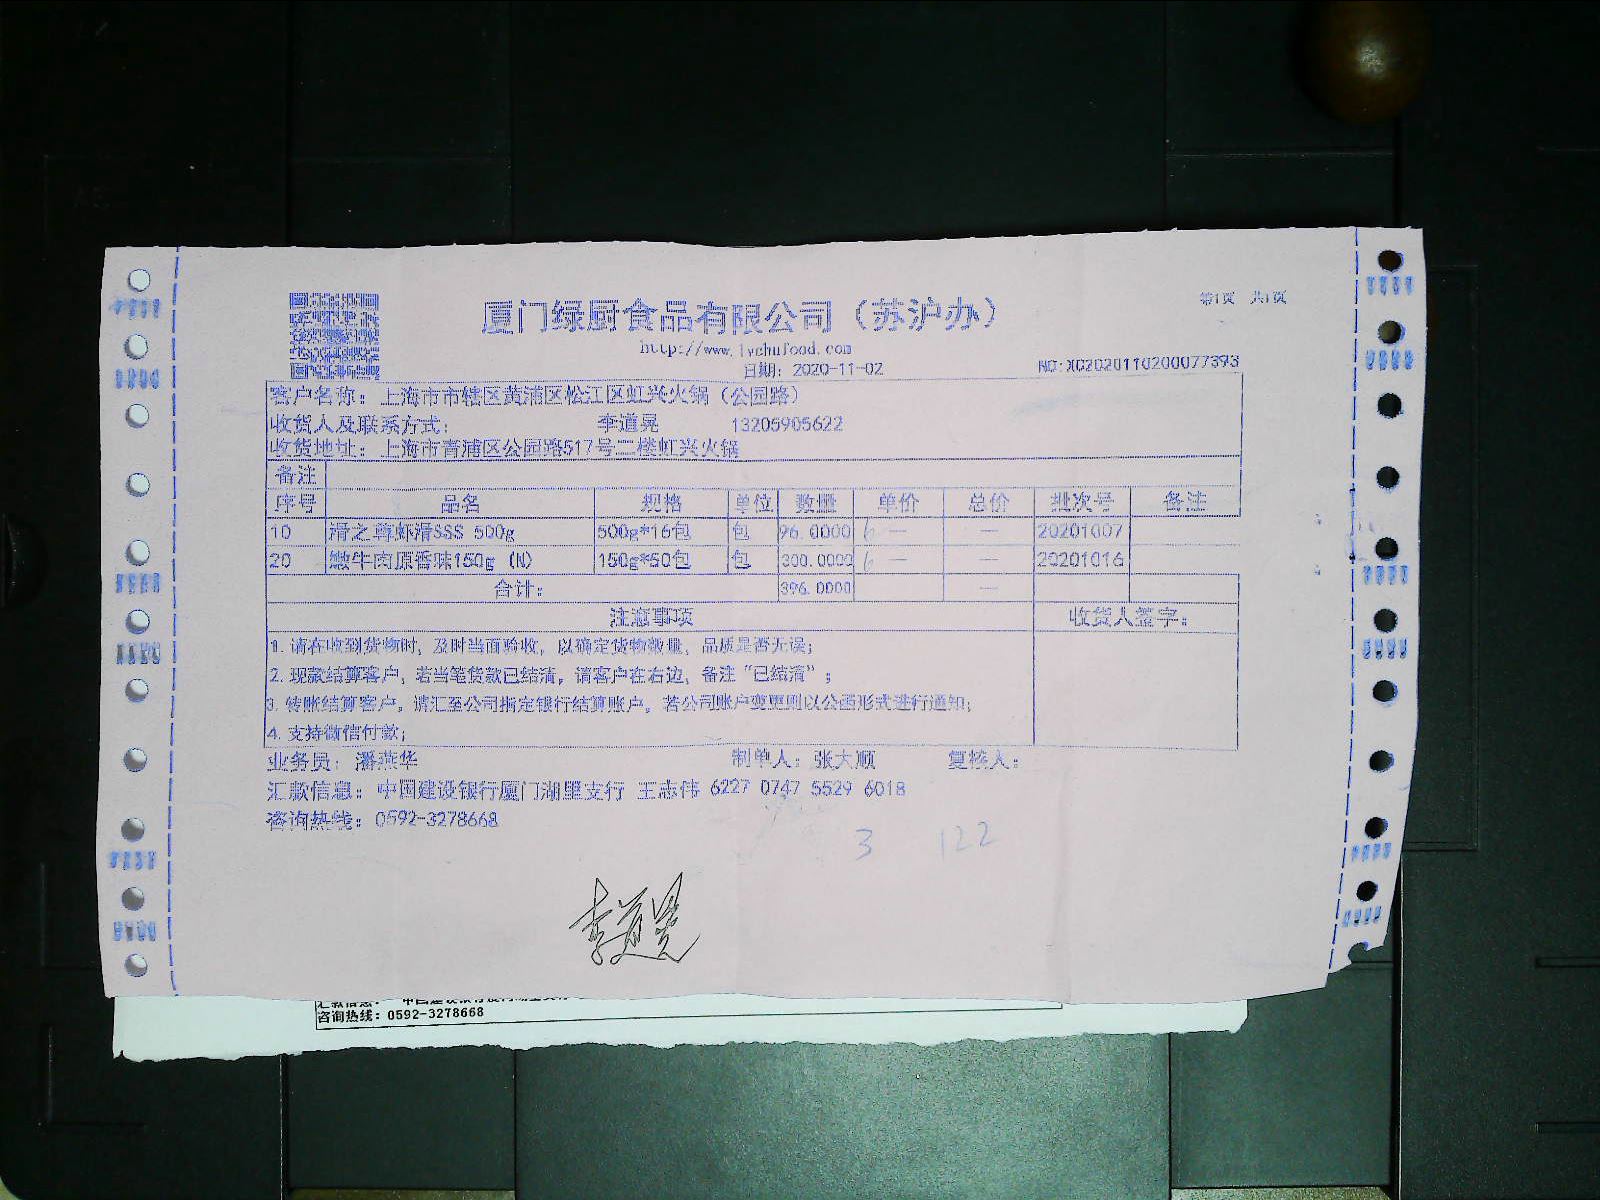 厦门绿厨食品有限公司（苏沪办）
第1页 共1页
http://www.lvchufood.com
日期：2020-11-02
NO:XO2020110200077393
客户名称：上海市市辖区黄浦区松江区虹兴火锅（公园路）
收货人及联系方式： 李道晃 13205905622
收货地址：上海市青浦区公园路517号二楼虹兴火锅
备注
序号 品名 规格 单位 数量 单价 总价 批次号 备注
10 滑之尊虾滑SSS 500g 500g*16包 包 96.0000 6 — — 20201007
20 嫩牛肉原香味150g (N) 150g*50包 包 300.0000 6 — — 20201016
合计： 396.0000 —
注意事项 收货人签字：
1. 请在收到货物时，及时当面验收，以确定货物数量，品质是否无误；
2. 现款结算客户，若当笔货款已结清，请客户在右边，备注“已结清”；
3. 转账结算客户，请汇至公司指定银行结算账户。若公司账户变更则以公函形式进行通知；
4. 支持微信付款；
业务员：潘燕华 制单人：张大顺 复核人：
汇款信息：中国建设银行厦门湖里支行 王志伟 6227 0747 5529 6018
咨询热线：0592-3278668
3 122
李道晃
咨询热线：0592-3278668